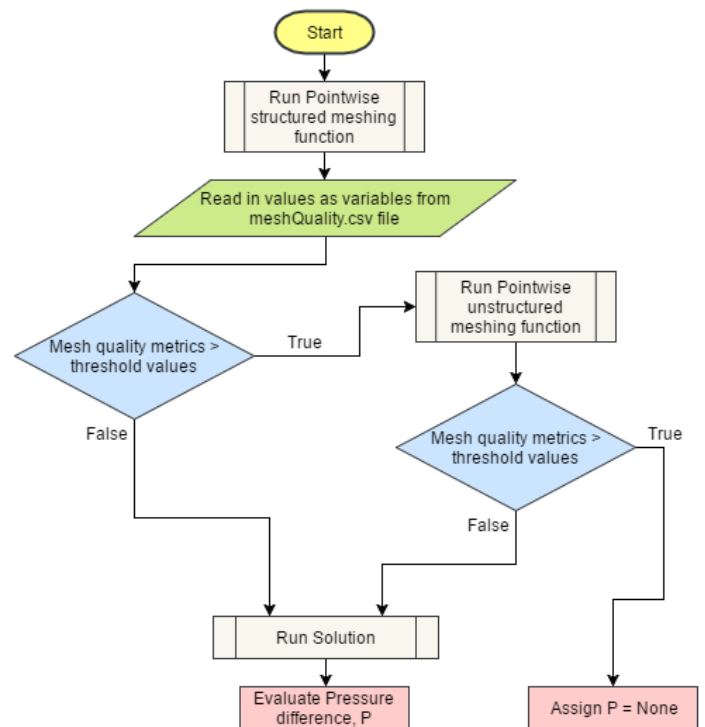 Start
Run Pointwise
structured meshing
function
Read in values as variables from
meshQuality.csv file
Run Pointwise
unstructured
meshing function
Mesh quality metrics >
threshold values
True
False
Mesh quality metrics >
threshold values
True
False
Run Solution
Evaluate Pressure
difference, P
Assign P = None